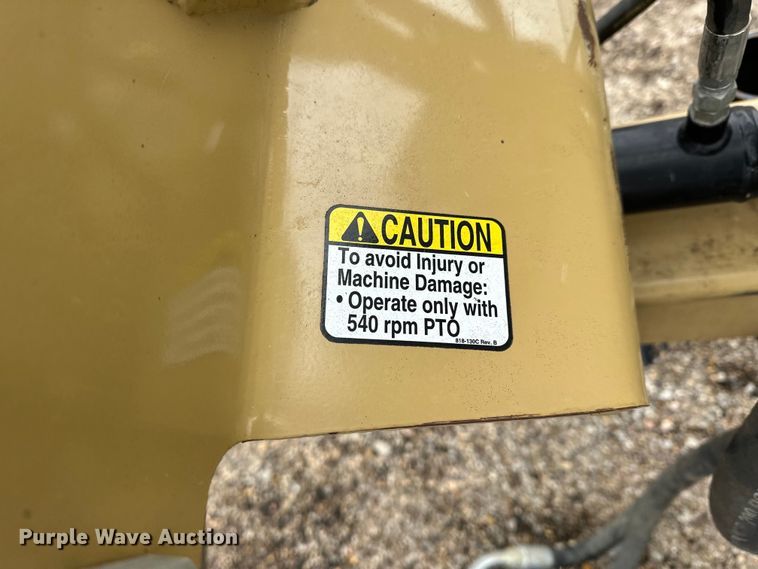 CAUTION
To avoid Injury or
Machine Damage:
• Operate only with
540 rpm PTO
818-130C Rev. B
Purple Wave Auction